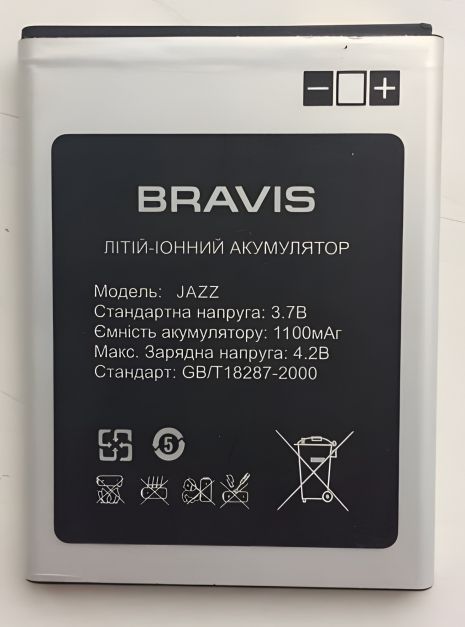 − +
BRAVIS
ЛІТІЙ-ІОННИЙ АКУМУЛЯТОР
Модель: JAZZ
Стандартна напруга: 3.7В
Ємність акумулятору: 1100мАг
Макс. Зарядна напруга: 4.2В
Стандарт: GB/T18287-2000
5